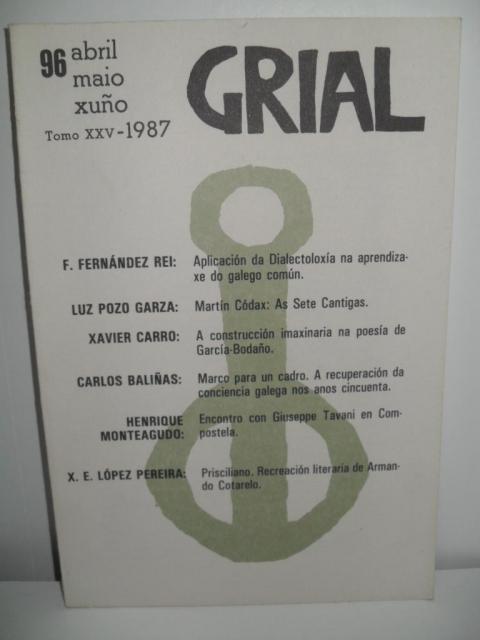 96 abril
maio
xuño
Tomo XXV-1987
GRIAL
F. FERNÁNDEZ REI: Aplicación da Dialectoloxía na aprendiza-
xe do galego común.
LUZ POZO GARZA: Martín Códax: As Sete Cantigas.
XAVIER CARRO: A construcción imaxinaria na poesía de
García-Bodaño.
CARLOS BALIÑAS: Marco para un cadro. A recuperación da
conciencia galega nos anos cincuenta.
HENRIQUE MONTEAGUDO: Encontro con Giuseppe Tavani en Com-
postela.
X. E. LÓPEZ PEREIRA: Prisciliano. Recreación literaria de Arman-
do Cotarelo.